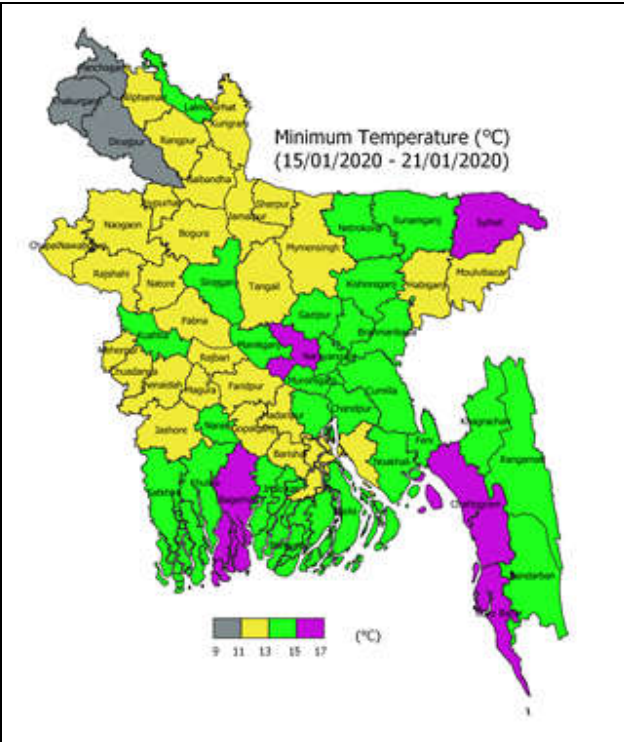 Panchagarh
Thakurgaon
Nilphamari
Lalmonirhat
Dinajpur
Rangpur
Kurigram
Minimum Temperature (°C)
(15/01/2020 - 21/01/2020)
Gaibandha
Joypurhat
Sherpur
Naogaon
Jamalpur
Bogura
Netrokona
Sunamganj
Sylhet
ChapaiNawabganj
Mymensingh
Rajshahi
Natore
Sirajganj
Tangail
Kishoreganj
Habiganj
Moulvibazar
Pabna
Gazipur
Brahmanbaria
Kushtia
Manikganj
Narayanganj
Meherpur
Rajbari
Chuadanga
Jhenaidah
Magura
Faridpur
Munshiganj
Cumilla
Madaripur
Chandpur
Khagrachari
Jashore
Narail
Gopalganj
Feni
Barishal
Noakhali
Rangamati
Satkhira
Khulna
Bagerhat
Bhola
Chattogram
Bandarban
9 11 13 15 17
(°C)